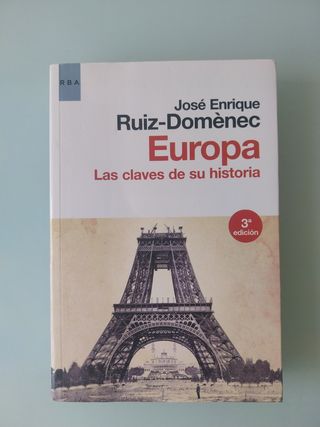 RBA
José Enrique
Ruiz-Domènec
Europa
Las claves de su historia
3ª
edición